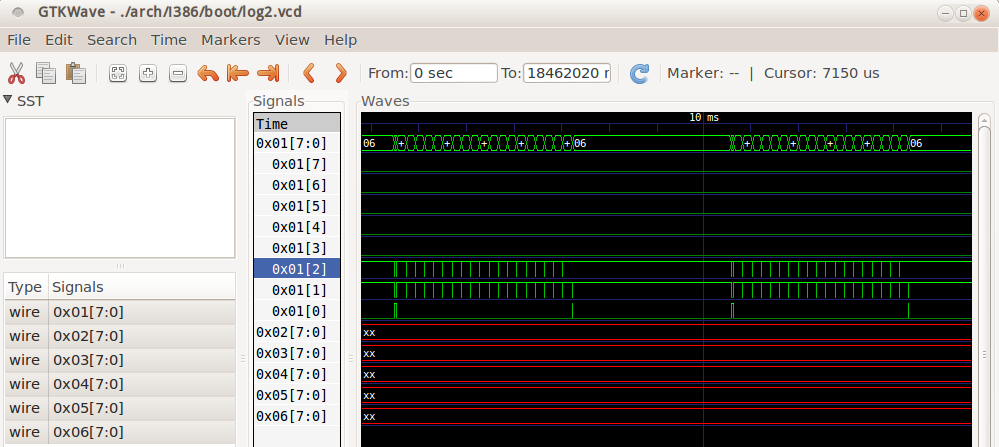 GTKWave - ./arch/I386/boot/log2.vcd
File Edit Search Time Markers View Help
From: 0 sec To: 18462020 r Marker: -- | Cursor: 7150 us
SST
Signals
Waves
Time
10 ms
0x01[7:0]
06 + + + + + 06 + + + + 06
0x01[7]
0x01[6]
0x01[5]
0x01[4]
0x01[3]
0x01[2]
0x01[1]
0x01[0]
0x02[7:0] xx
0x03[7:0] xx
0x04[7:0] xx
0x05[7:0] xx
0x06[7:0] xx
Type Signals
wire 0x01[7:0]
wire 0x02[7:0]
wire 0x03[7:0]
wire 0x04[7:0]
wire 0x05[7:0]
wire 0x06[7:0]